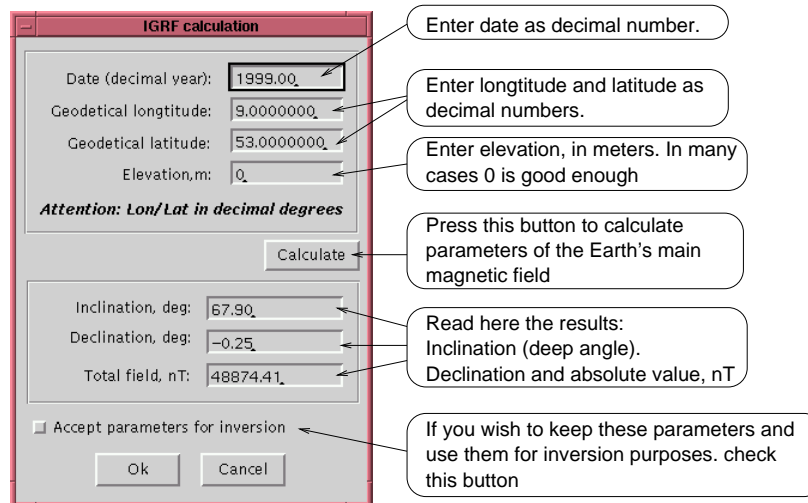 IGRF calculation
Enter date as decimal number.
Date (decimal year): 1999.00
Enter longtitude and latitude as
decimal numbers.
Geodetical longtitude: 9.0000000
Geodetical latitude: 53.0000000
Enter elevation, in meters. In many
cases 0 is good enough
Elevation,m: 0
Attention: Lon/Lat in decimal degrees
Press this button to calculate
parameters of the Earth's main
magnetic field
Calculate
Inclination, deg: 67.90
Declination, deg: -0.25
Total field, nT: 48874.41
Read here the results:
Inclination (deep angle).
Declination and absolute value, nT
Accept parameters for inversion
If you wish to keep these parameters and
use them for inversion purposes. check
this button
Ok Cancel